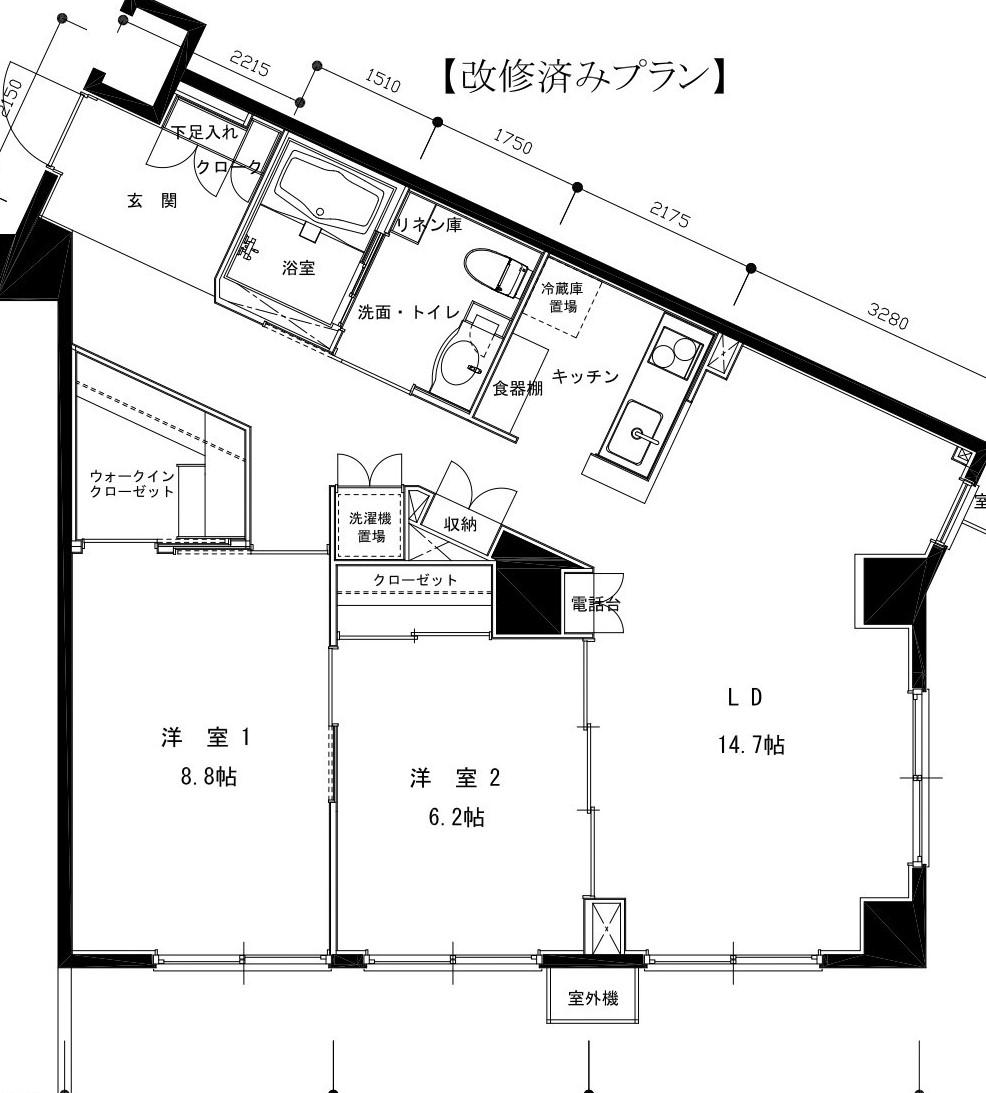 【改修済みプラン】
2150
2215
1510
1750
2175
3280
下足入れ
クローク
玄 関
リネン庫
浴室
洗面・トイレ
冷蔵庫
置場
食器棚
キッチン
ウォークイン
クローゼット
洗濯機
置場
収納
クローゼット
電話台
室
洋 室 1
8.8帖
洋 室 2
6.2帖
L D
14.7帖
室外機